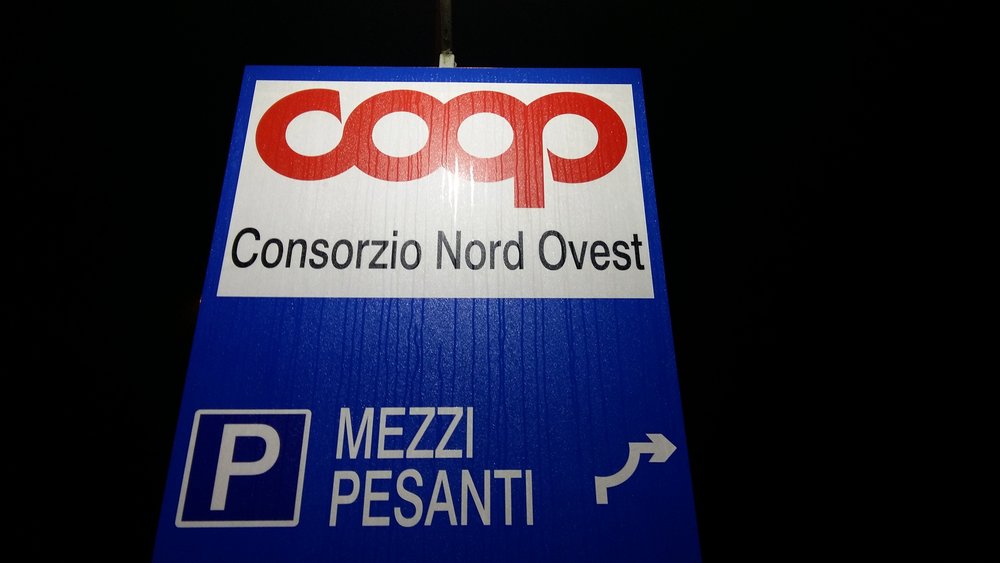 coop
Consorzio Nord Ovest
P
MEZZI
PESANTI